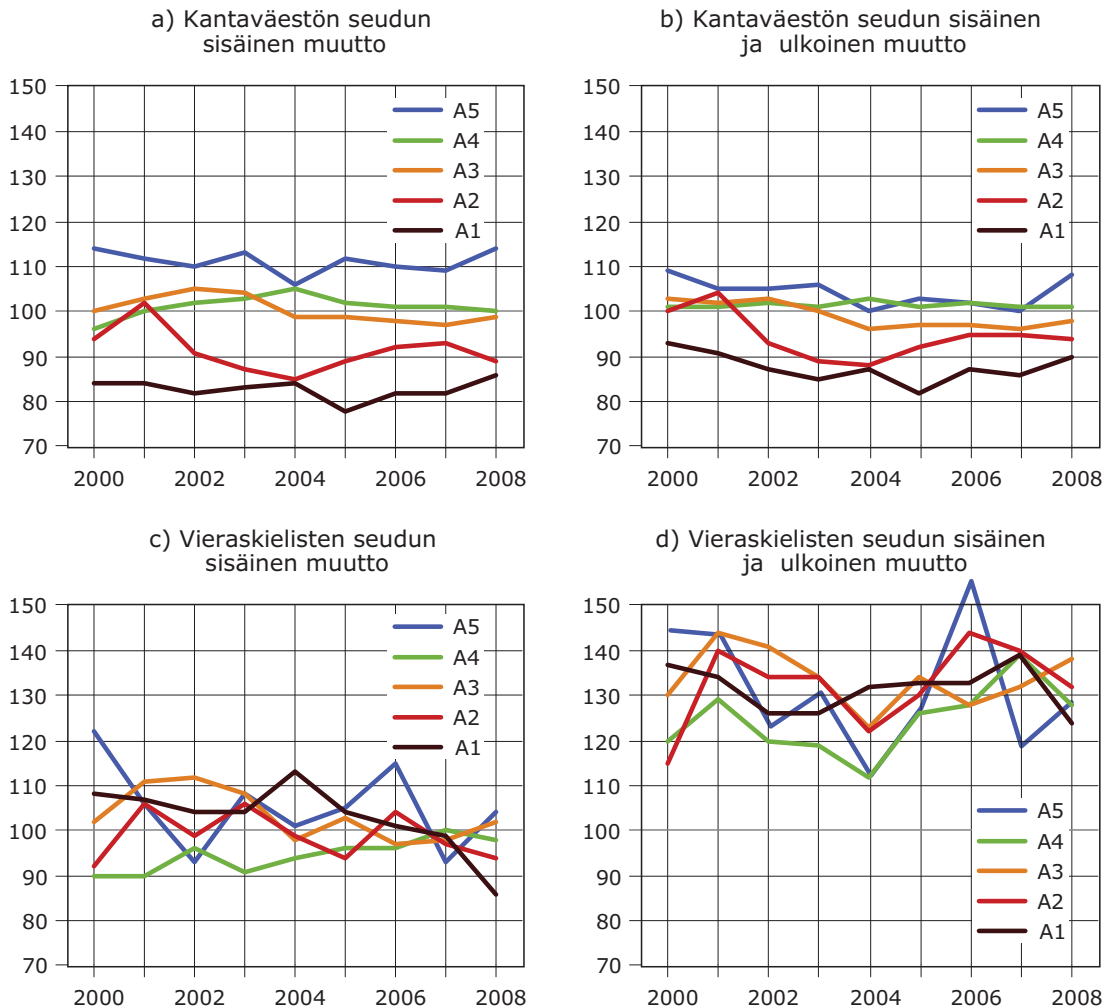 a) Kantaväestön seudun
sisäinen muutto
150
140
130
120
110
100
90
80
70
A5
A4
A3
A2
A1
2000
2002
2004
2006
2008
b) Kantaväestön seudun sisäinen
ja ulkoinen muutto
150
140
130
120
110
100
90
80
70
A5
A4
A3
A2
A1
2000
2002
2004
2006
2008
c) Vieraskielisten seudun
sisäinen muutto
150
140
130
120
110
100
90
80
70
A5
A4
A3
A2
A1
2000
2002
2004
2006
2008
d) Vieraskielisten seudun sisäinen
ja ulkoinen muutto
150
140
130
120
110
100
90
80
70
A5
A4
A3
A2
A1
2000
2002
2004
2006
2008